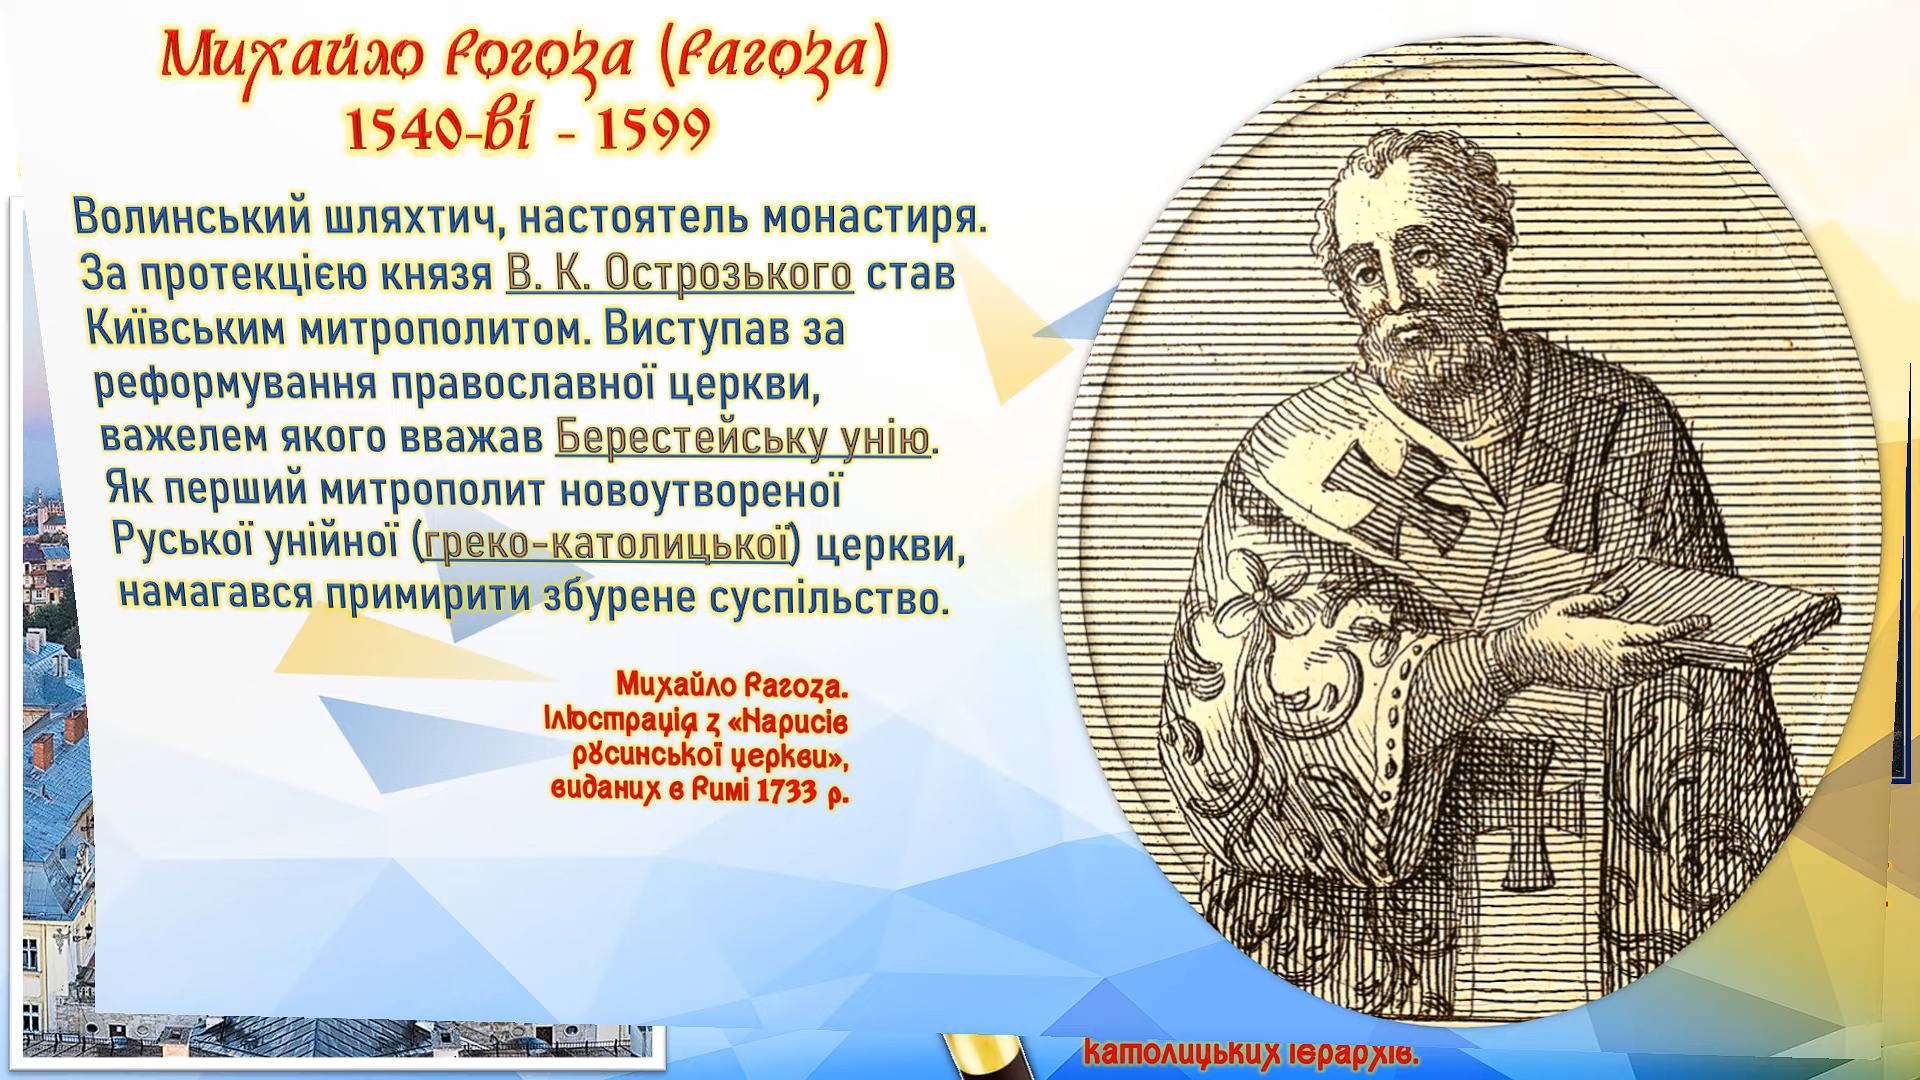 Михайло Рогоза (Рагоза)
1540-ві - 1599
Волинський шляхтич, настоятель монастиря.
За протекцією князя В. К. Острозького став
Київським митрополитом. Виступав за
реформування православної церкви,
важелем якого вважав Берестейську унію.
Як перший митрополит новоутвореної
Руської унійної (греко-католицької) церкви,
намагався примирити збурене суспільство.
Михайло Рагоза.
Ілюстрація з «Нарисів
русинської церкви»,
виданих в Римі 1733 р.
католицьких ієрархів.